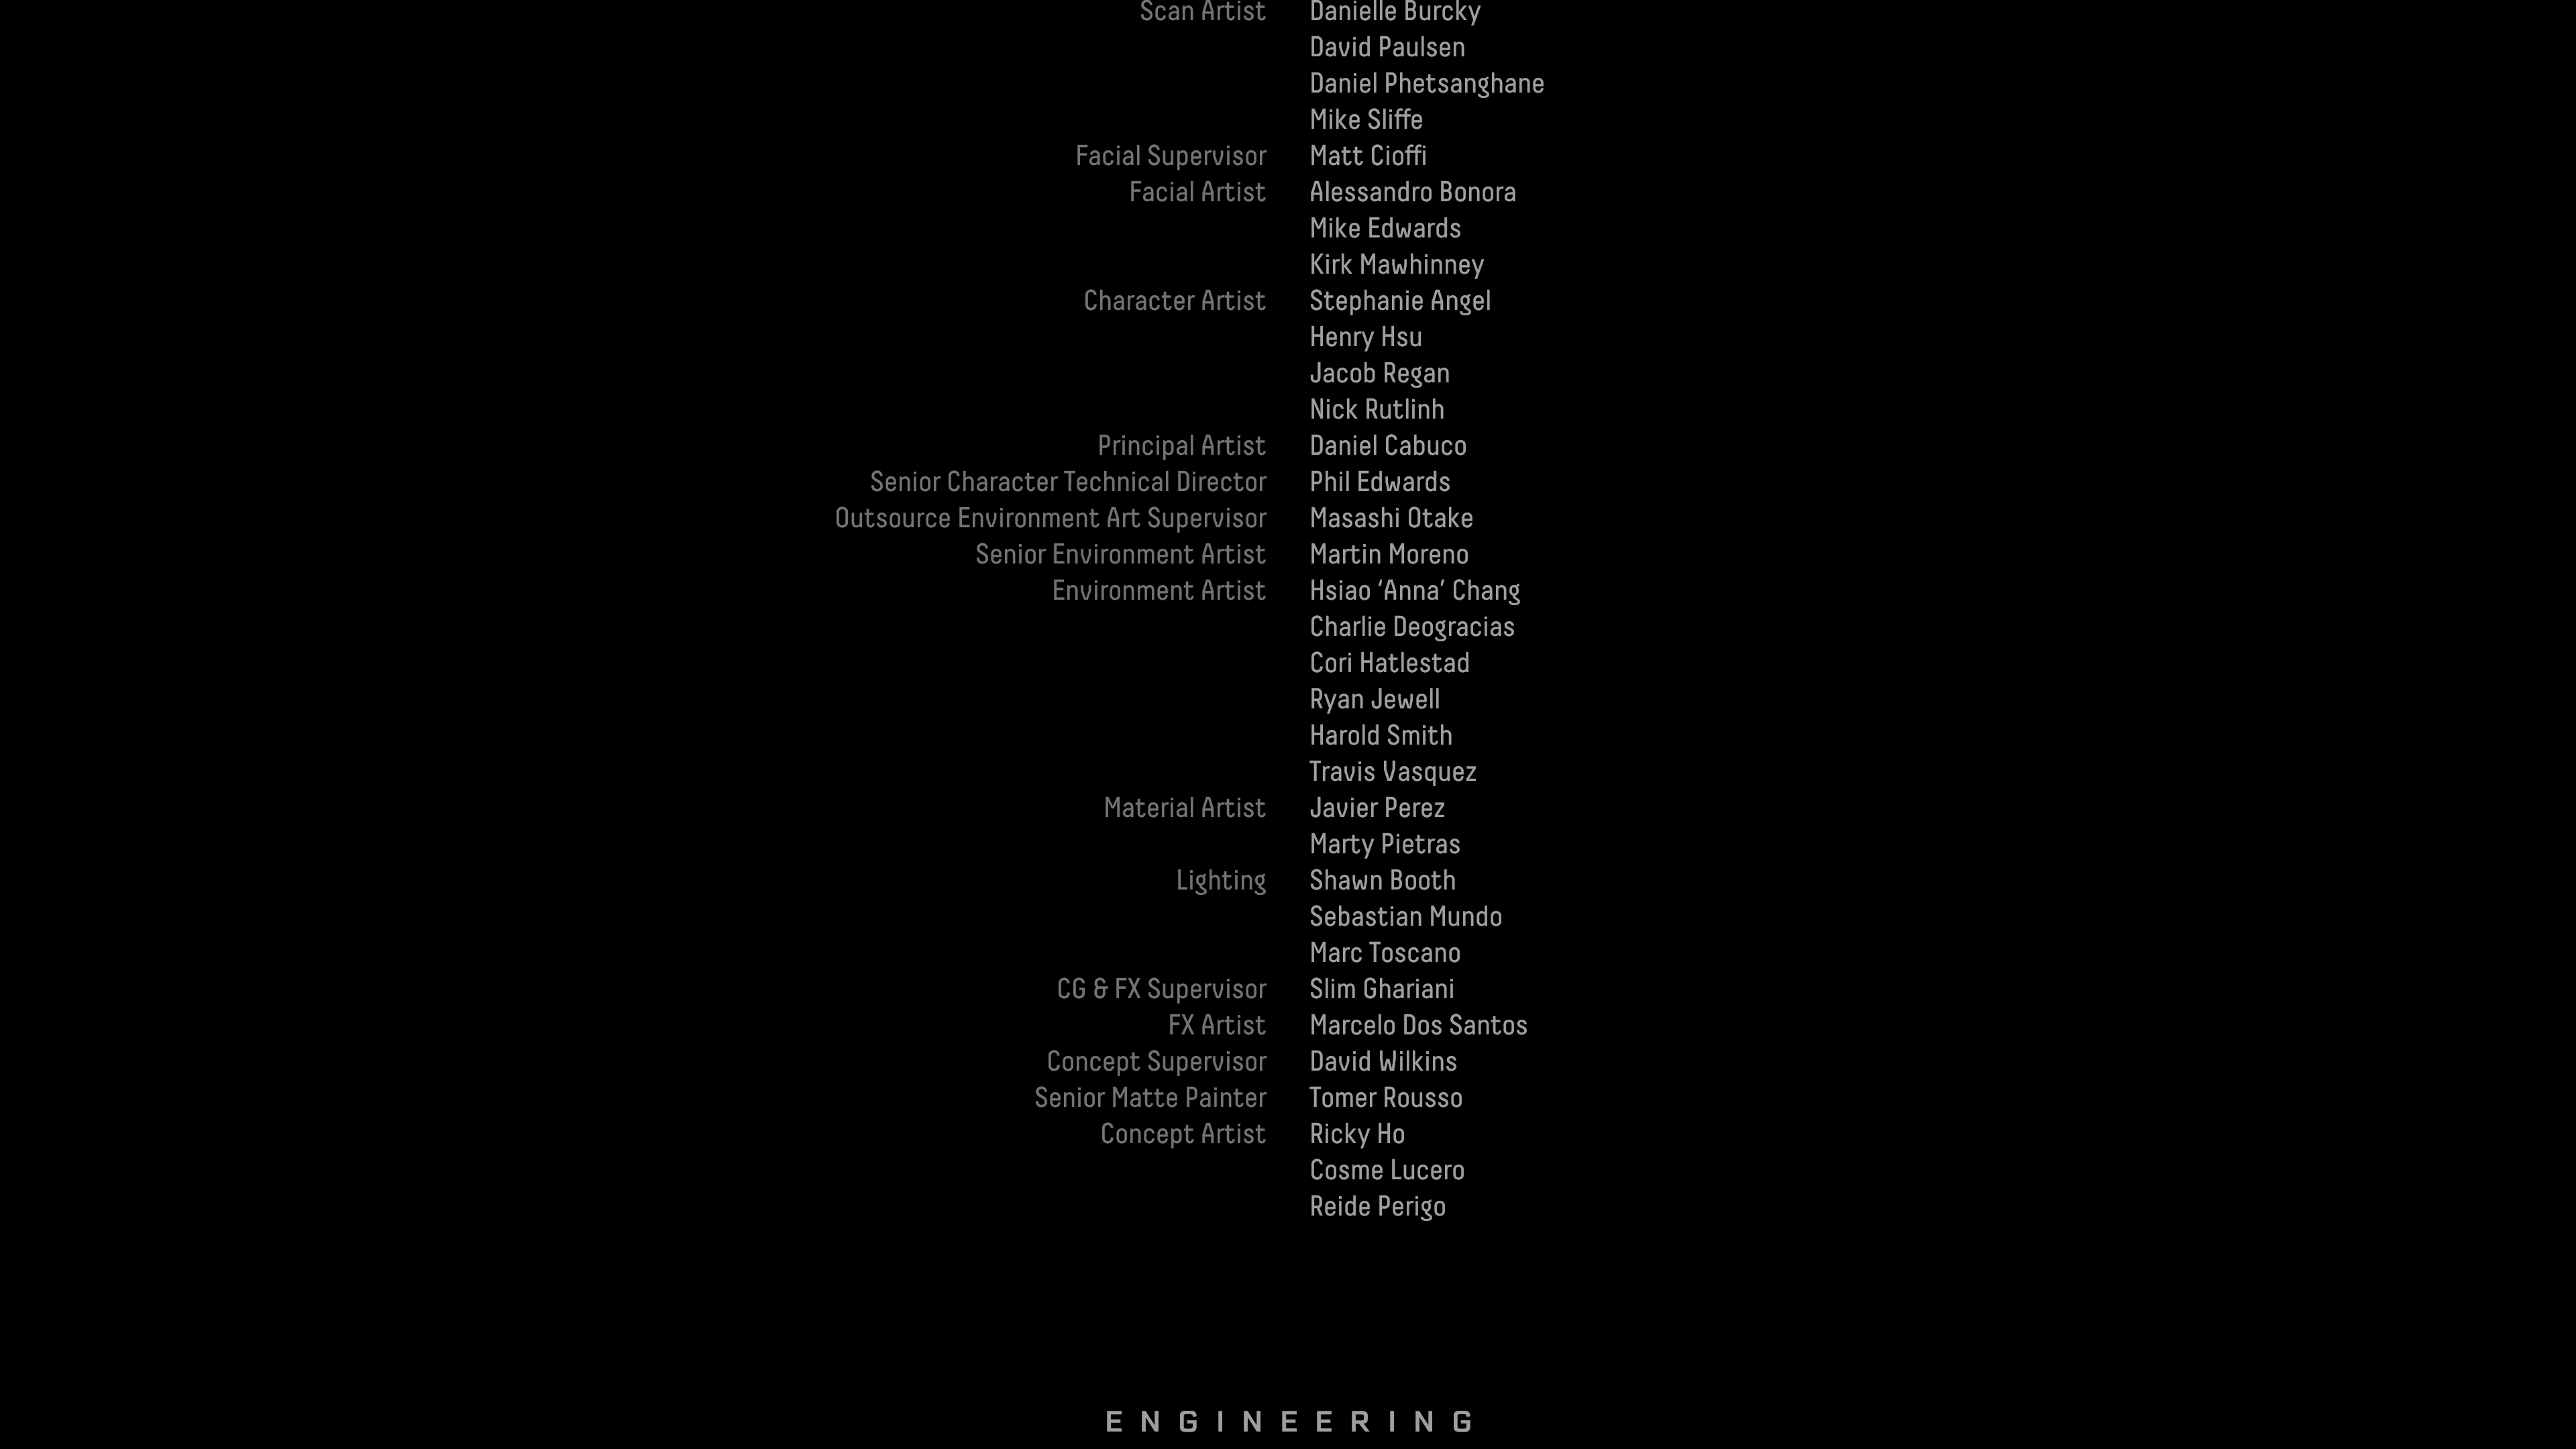 Scan Artist Danielle Burcky
David Paulsen
Daniel Phetsanghane
Mike Sliffe
Facial Supervisor Matt Cioffi
Facial Artist Alessandro Bonora
Mike Edwards
Kirk Mawhinney
Character Artist Stephanie Angel
Henry Hsu
Jacob Regan
Nick Rutlinh
Principal Artist Daniel Cabuco
Senior Character Technical Director Phil Edwards
Outsource Environment Art Supervisor Masashi Otake
Senior Environment Artist Martin Moreno
Environment Artist Hsiao ‘Anna’ Chang
Charlie Deogracias
Cori Hatlestad
Ryan Jewell
Harold Smith
Travis Vasquez
Material Artist Javier Perez
Marty Pietras
Lighting Shawn Booth
Sebastian Mundo
Marc Toscano
CG & FX Supervisor Slim Ghariani
FX Artist Marcelo Dos Santos
Concept Supervisor David Wilkins
Senior Matte Painter Tomer Rousso
Concept Artist Ricky Ho
Cosme Lucero
Reide Perigo
ENGINEERING